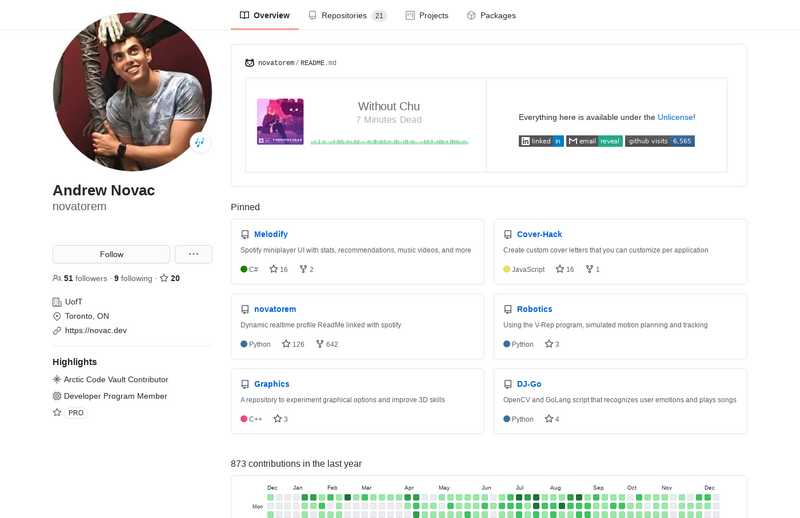 Overview Repositories 21 Projects Packages
novatorem / README.md
Without Chu
7 Minutes Dead
Everything here is available under the Unlicense!
linked in email reveal github visits 6,565
Andrew Novac
novatorem
Follow
51 followers · 9 following · 20
UofT
Toronto, ON
https://novac.dev
Highlights
Arctic Code Vault Contributor
Developer Program Member
PRO
Pinned
Melodify
Spotify miniplayer UI with stats, recommendations, music videos, and more
C# 16 2
Cover-Hack
Create custom cover letters that you can customize per application
JavaScript 16 1
novatorem
Dynamic realtime profile ReadMe linked with spotify
Python 126 642
Robotics
Using the V-Rep program, simulated motion planning and tracking
Python 3
Graphics
A repository to experiment graphical options and improve 3D skills
C++ 3
DJ-Go
OpenCV and GoLang script that recognizes user emotions and plays songs
Python 4
873 contributions in the last year
Dec Jan Feb Mar Apr May Jun Jul Aug Sep Oct Nov Dec
Mon